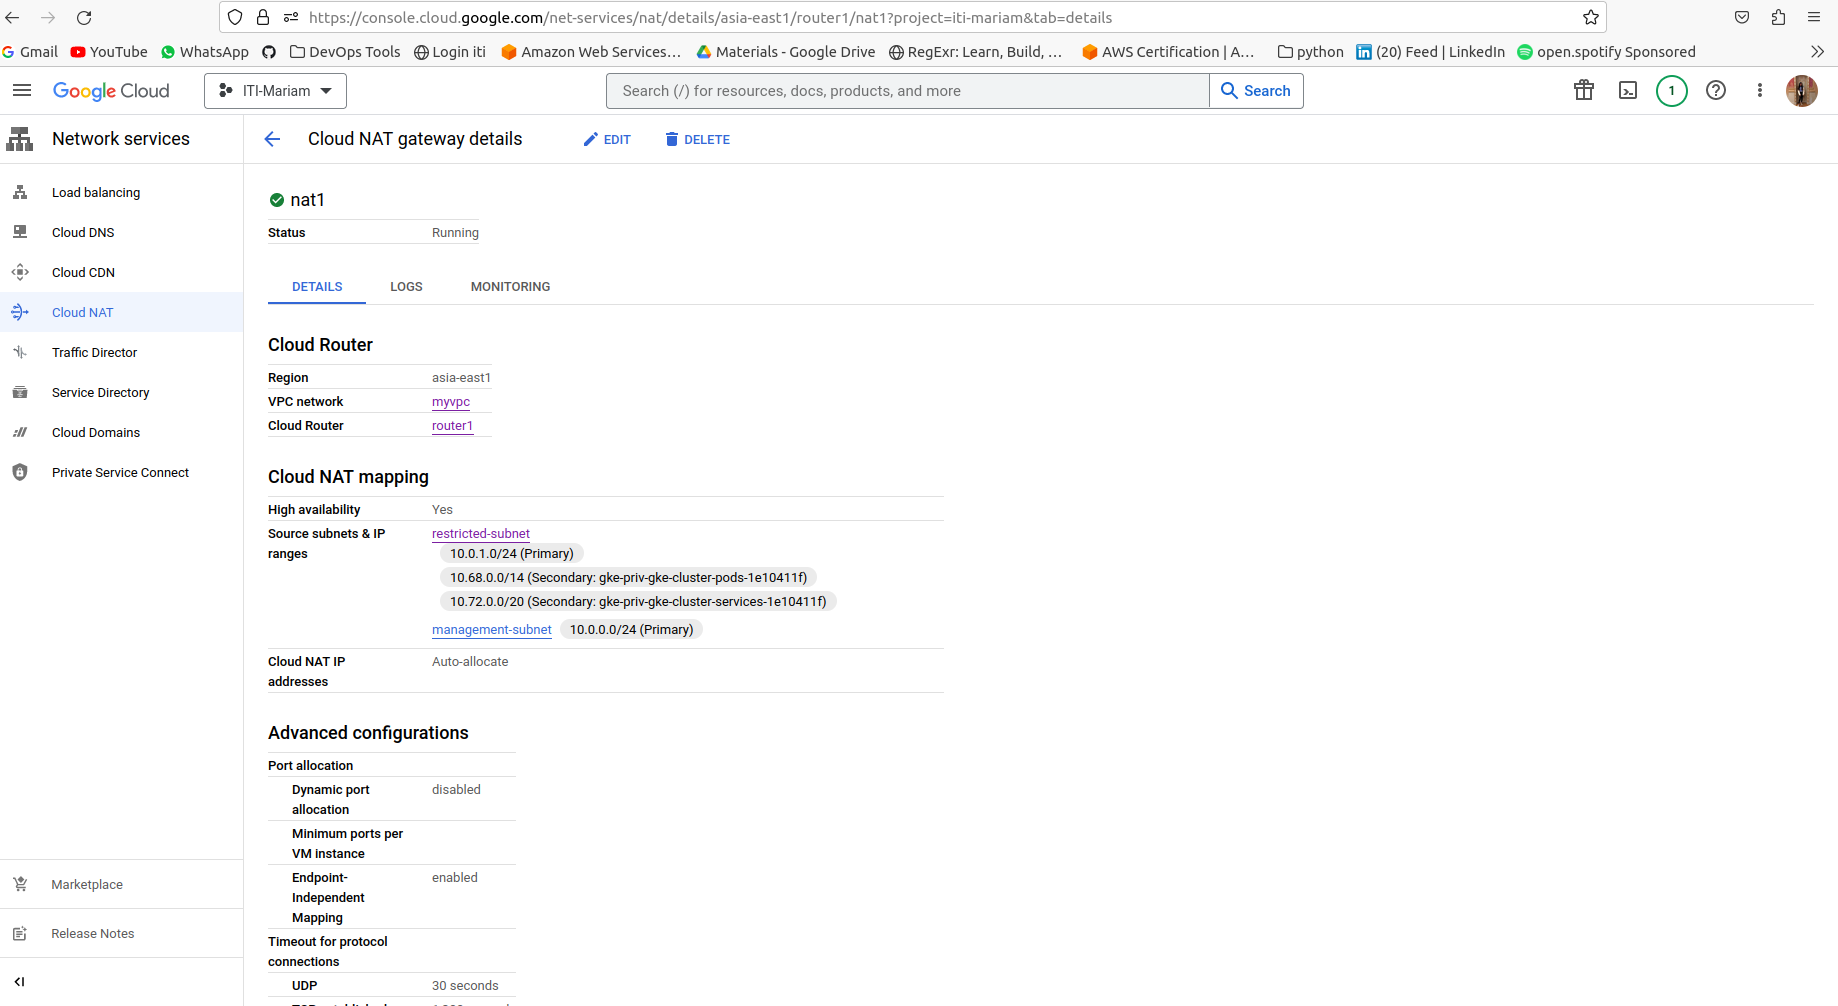 https://console.cloud.google.com/net-services/nat/details/asia-east1/router1/nat1?project=iti-mariam&tab=details
Gmail YouTube WhatsApp DevOps Tools Login iti Amazon Web Services... Materials - Google Drive RegExr: Learn, Build, ... AWS Certification | A... python (20) Feed | LinkedIn open.spotify Sponsored
Google Cloud ITI-Mariam Search (/) for resources, docs, products, and more Search 1
Network services
Load balancing
Cloud DNS
Cloud CDN
Cloud NAT
Traffic Director
Service Directory
Cloud Domains
Private Service Connect
Marketplace
Release Notes
Cloud NAT gateway details EDIT DELETE
nat1
Status Running
DETAILS LOGS MONITORING
Cloud Router
Region asia-east1
VPC network myvpc
Cloud Router router1
Cloud NAT mapping
High availability Yes
Source subnets & IP restricted-subnet
ranges 10.0.1.0/24 (Primary)
10.68.0.0/14 (Secondary: gke-priv-gke-cluster-pods-1e10411f)
10.72.0.0/20 (Secondary: gke-priv-gke-cluster-services-1e10411f)
management-subnet 10.0.0.0/24 (Primary)
Cloud NAT IP Auto-allocate
addresses
Advanced configurations
Port allocation
Dynamic port disabled
allocation
Minimum ports per
VM instance
Endpoint- enabled
Independent
Mapping
Timeout for protocol
connections
UDP 30 seconds